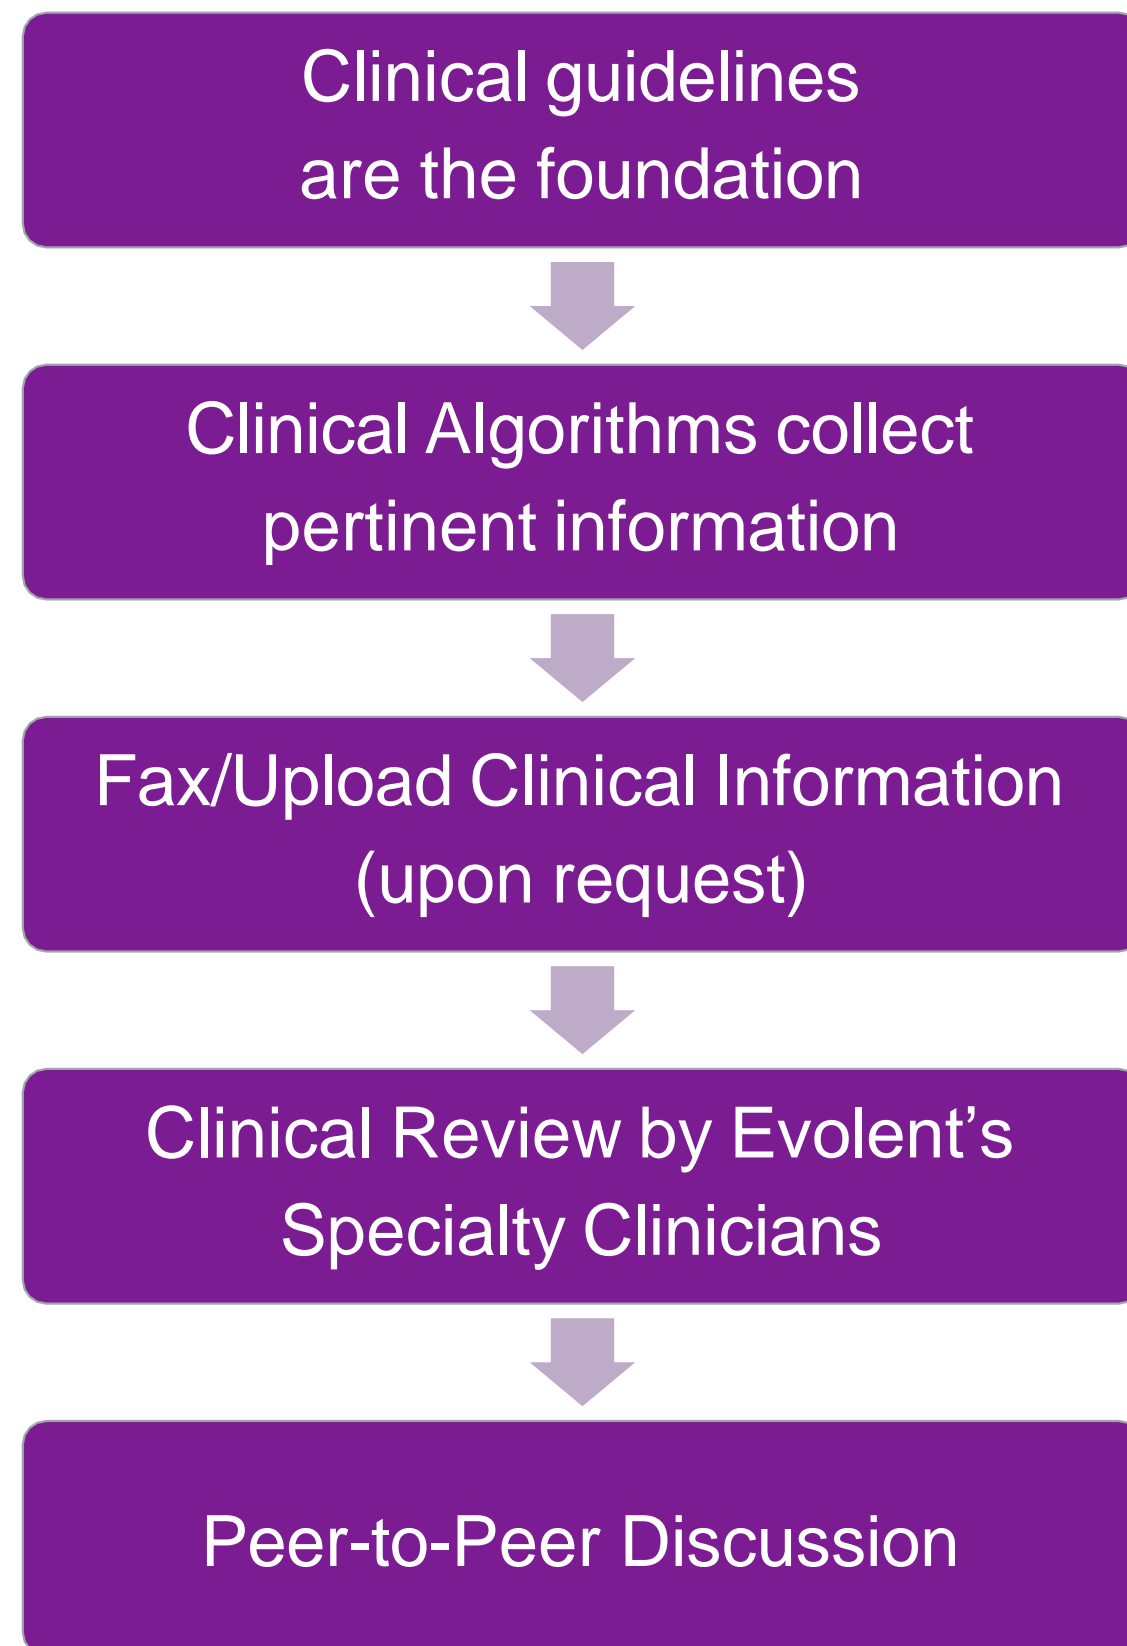 Clinical guidelines
are the foundation
Clinical Algorithms collect
pertinent information
Fax/Upload Clinical Information
(upon request)
Clinical Review by Evolent’s
Specialty Clinicians
Peer-to-Peer Discussion